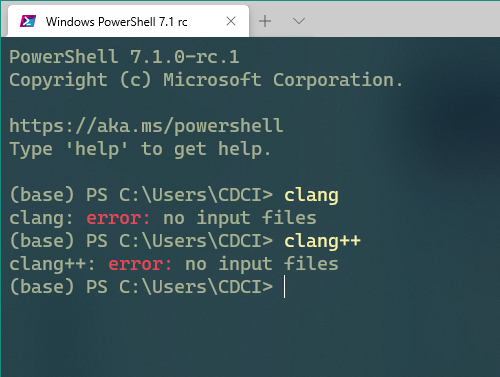 Windows PowerShell 7.1 rc
PowerShell 7.1.0-rc.1
Copyright (c) Microsoft Corporation.
https://aka.ms/powershell
Type 'help' to get help.
(base) PS C:\Users\CDCI> clang
clang: error: no input files
(base) PS C:\Users\CDCI> clang++
clang++: error: no input files
(base) PS C:\Users\CDCI>